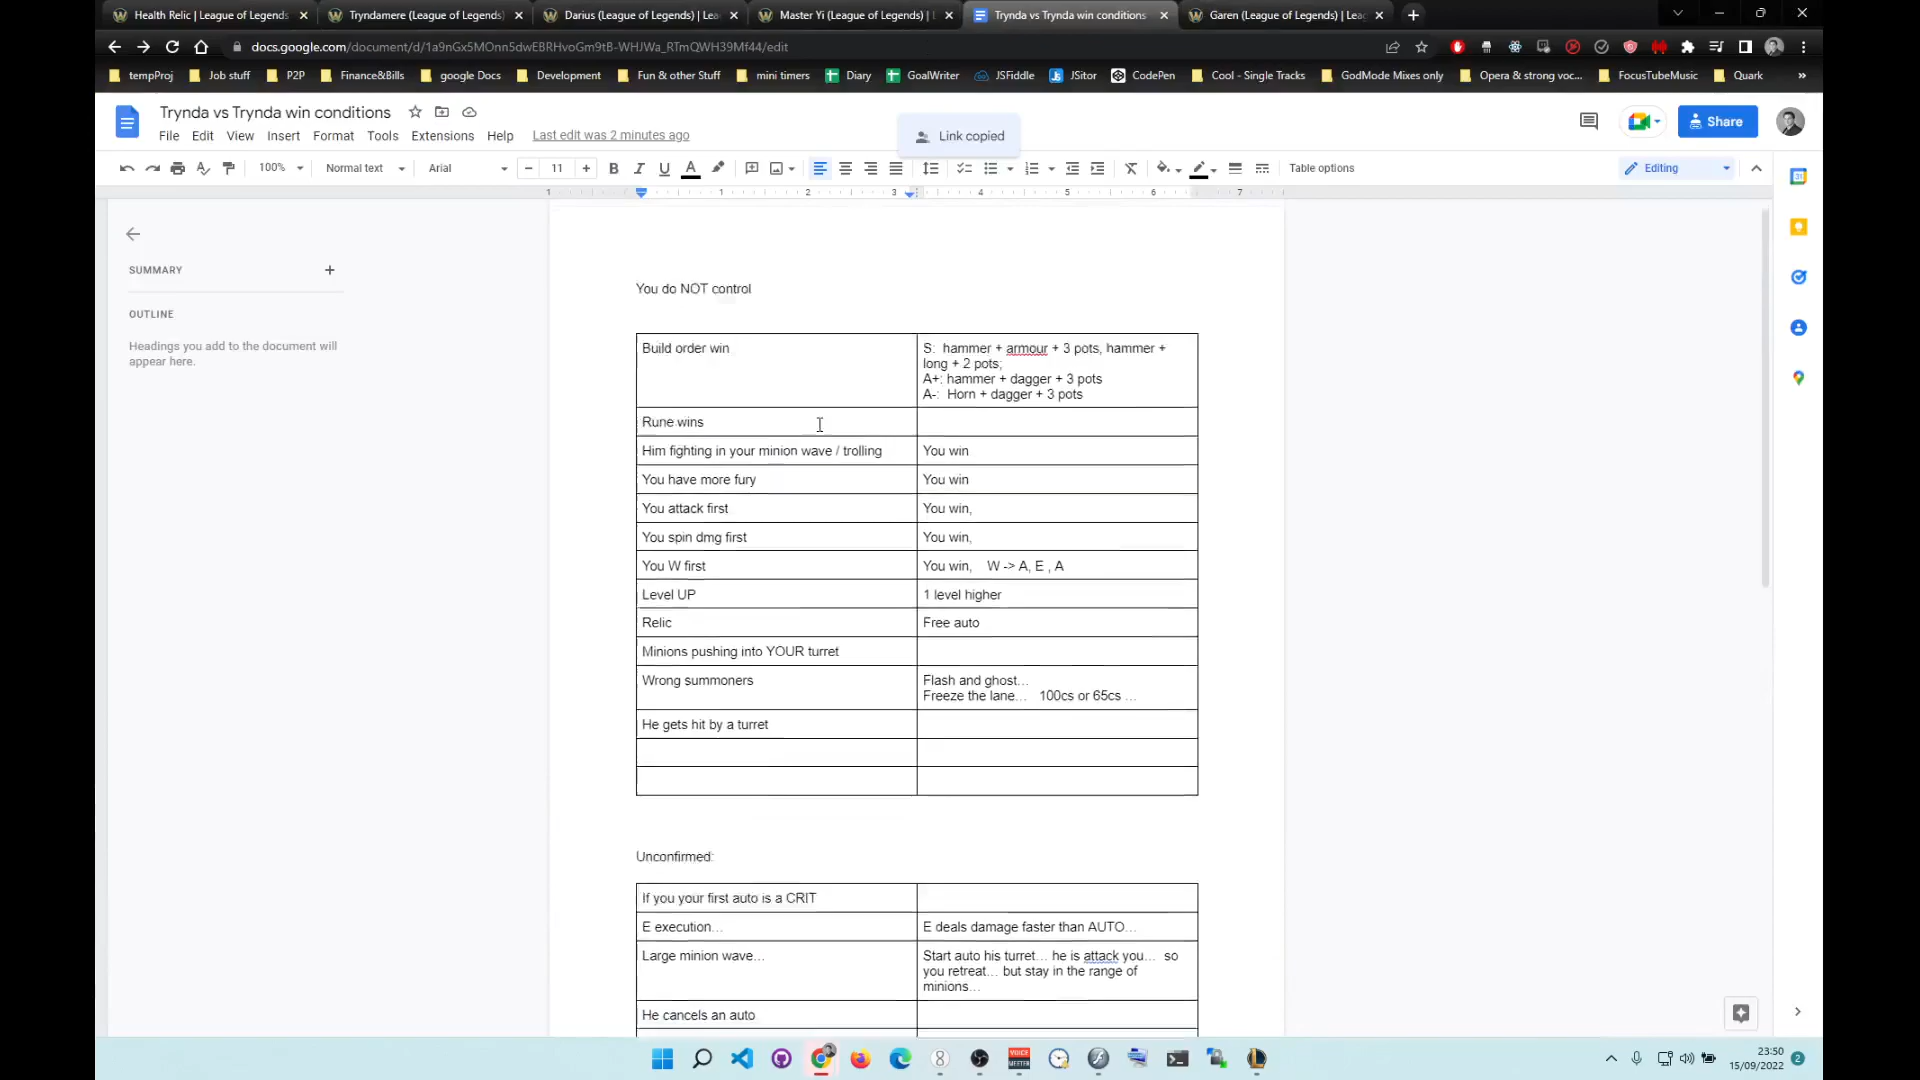 Health Relic | League of Legends
Tryndamere (League of Legends)
Darius (League of Legends) | Lea
Master Yi (League of Legends) |
Trynda vs Trynda win conditions
Garen (League of Legends) | Leag
docs.google.com/document/d/1a9nGx5MOnn5dwEBRHvoGm9tB-WHJWa_RTmQWH39Mf44/edit
tempProj
Job stuff
P2P
Finance&Bills
google Docs
Development
Fun & other Stuff
mini timers
Diary
GoalWriter
JSFiddle
JSitor
CodePen
Cool - Single Tracks
GodMode Mixes only
Opera & strong voc...
FocusTubeMusic
Quark
Trynda vs Trynda win conditions
File Edit View Insert Format Tools Extensions Help Last edit was 2 minutes ago
Link copied
Share
100% Normal text Arial 11 Table options Editing
1 1 2 3 4 5 6 7
SUMMARY
OUTLINE
Headings you add to the document will
appear here.
You do NOT control
Build order win
S: hammer + armour + 3 pots, hammer +
long + 2 pots;
A+: hammer + dagger + 3 pots
A-: Horn + dagger + 3 pots
Rune wins
Him fighting in your minion wave / trolling You win
You have more fury You win
You attack first You win,
You spin dmg first You win,
You W first You win, W -> A, E , A
Level UP 1 level higher
Relic Free auto
Minions pushing into YOUR turret
Wrong summoners Flash and ghost…
Freeze the lane… 100cs or 65cs …
He gets hit by a turret
Unconfirmed:
If you your first auto is a CRIT
E execution… E deals damage faster than AUTO…
Large minion wave… Start auto his turret… he is attack you… so
you retreat… but stay in the range of
minions…
He cancels an auto
23:50
15/09/2022
2